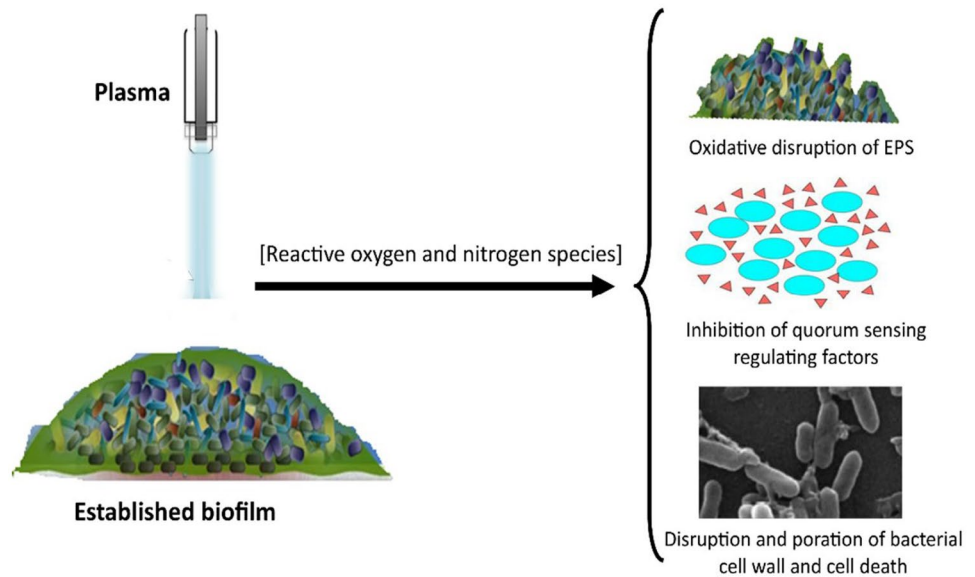 Plasma
[Reactive oxygen and nitrogen species]
Established biofilm
Oxidative disruption of EPS
Inhibition of quorum sensing
regulating factors
Disruption and poration of bacterial
cell wall and cell death